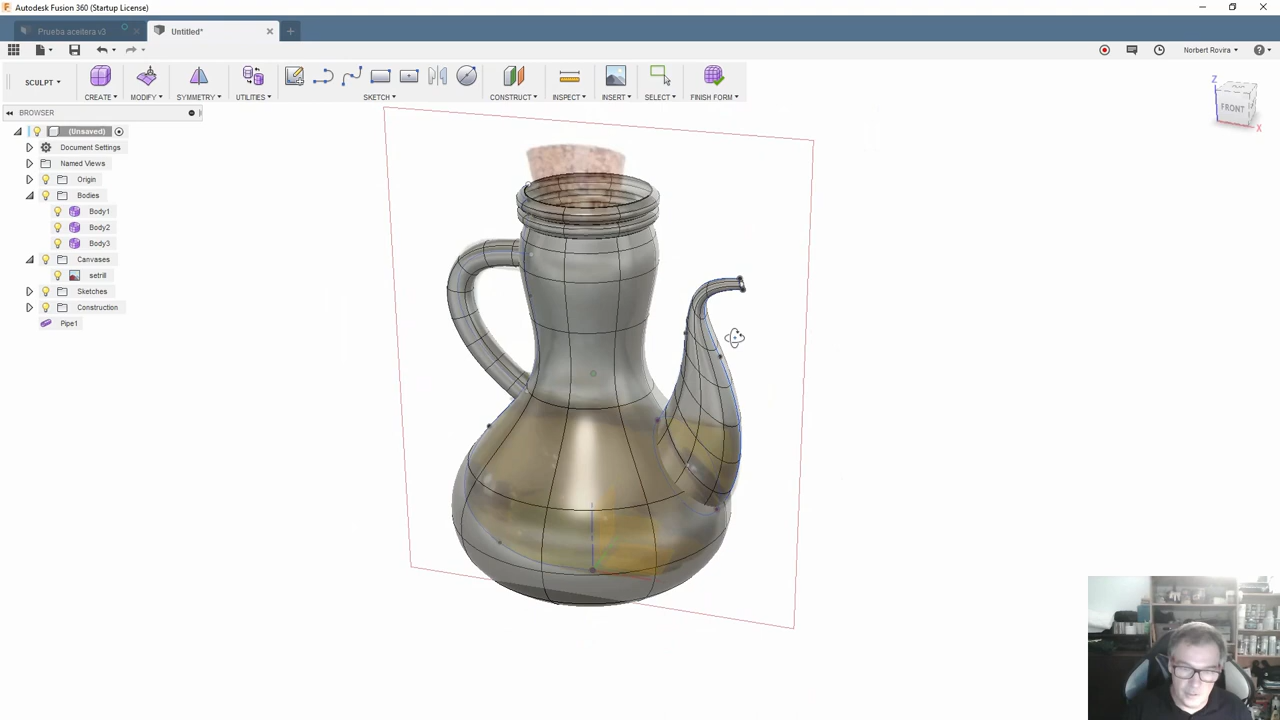 Autodesk Fusion 360 (Startup License)
Prueba aceitera v3
Untitled*
Norbert Rovira
SCULPT
CREATE
MODIFY
SYMMETRY
UTILITIES
SKETCH
CONSTRUCT
INSPECT
INSERT
SELECT
FINISH FORM
BROWSER
(Unsaved)
Document Settings
Named Views
Origin
Bodies
Body1
Body2
Body3
Canvases
setrill
Sketches
Construction
Pipe1
Z
FRONT
X